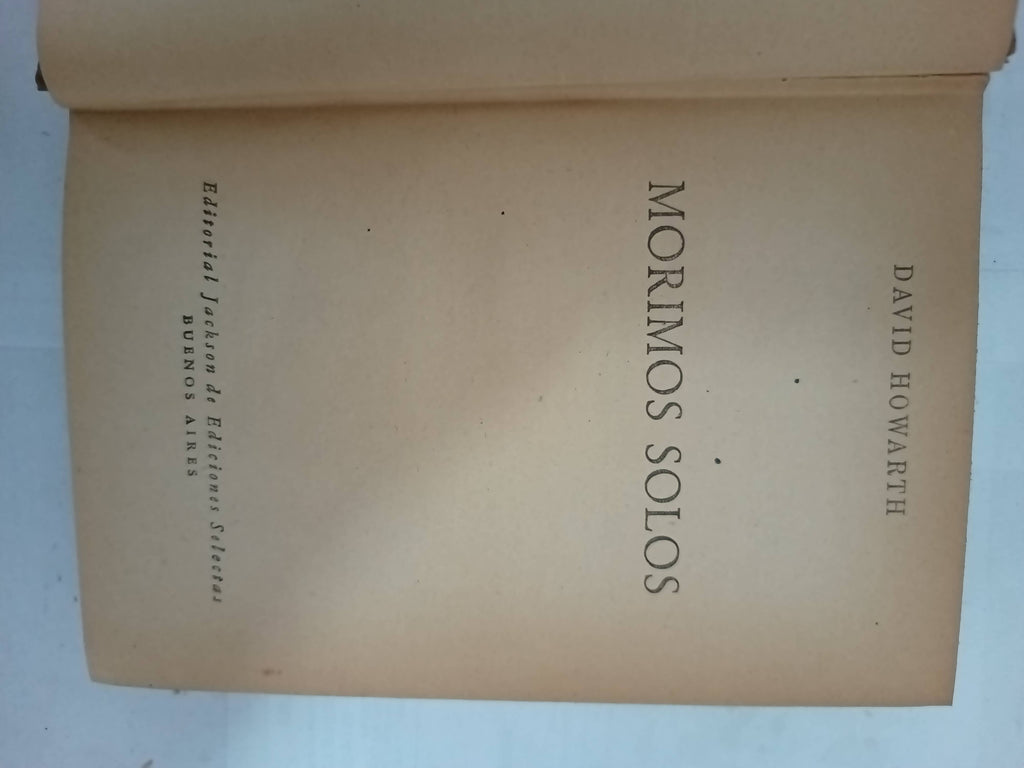 DAVID HOWARTH
MORIMOS SOLOS
Editorial Jackson de Ediciones Selectas
BUENOS AIRES